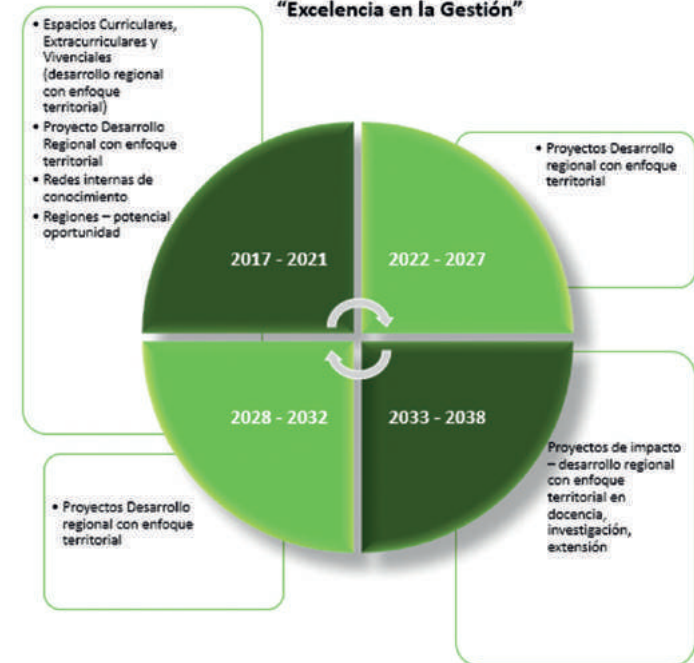 “Excelencia en la Gestión”
• Espacios Curriculares,
Extracurriculares y
Vivenciales
(desarrollo regional
con enfoque
territorial)
• Proyecto Desarrollo
Regional con enfoque
territorial
• Redes internas de
conocimiento
• Regiones – potencial
oportunidad
• Proyectos Desarrollo
regional con enfoque
territorial
2017 - 2021
2022 - 2027
2028 - 2032
2033 - 2038
• Proyectos Desarrollo
regional con enfoque
territorial
Proyectos de impacto
– desarrollo regional
con enfoque
territorial en
docencia,
investigación,
extensión